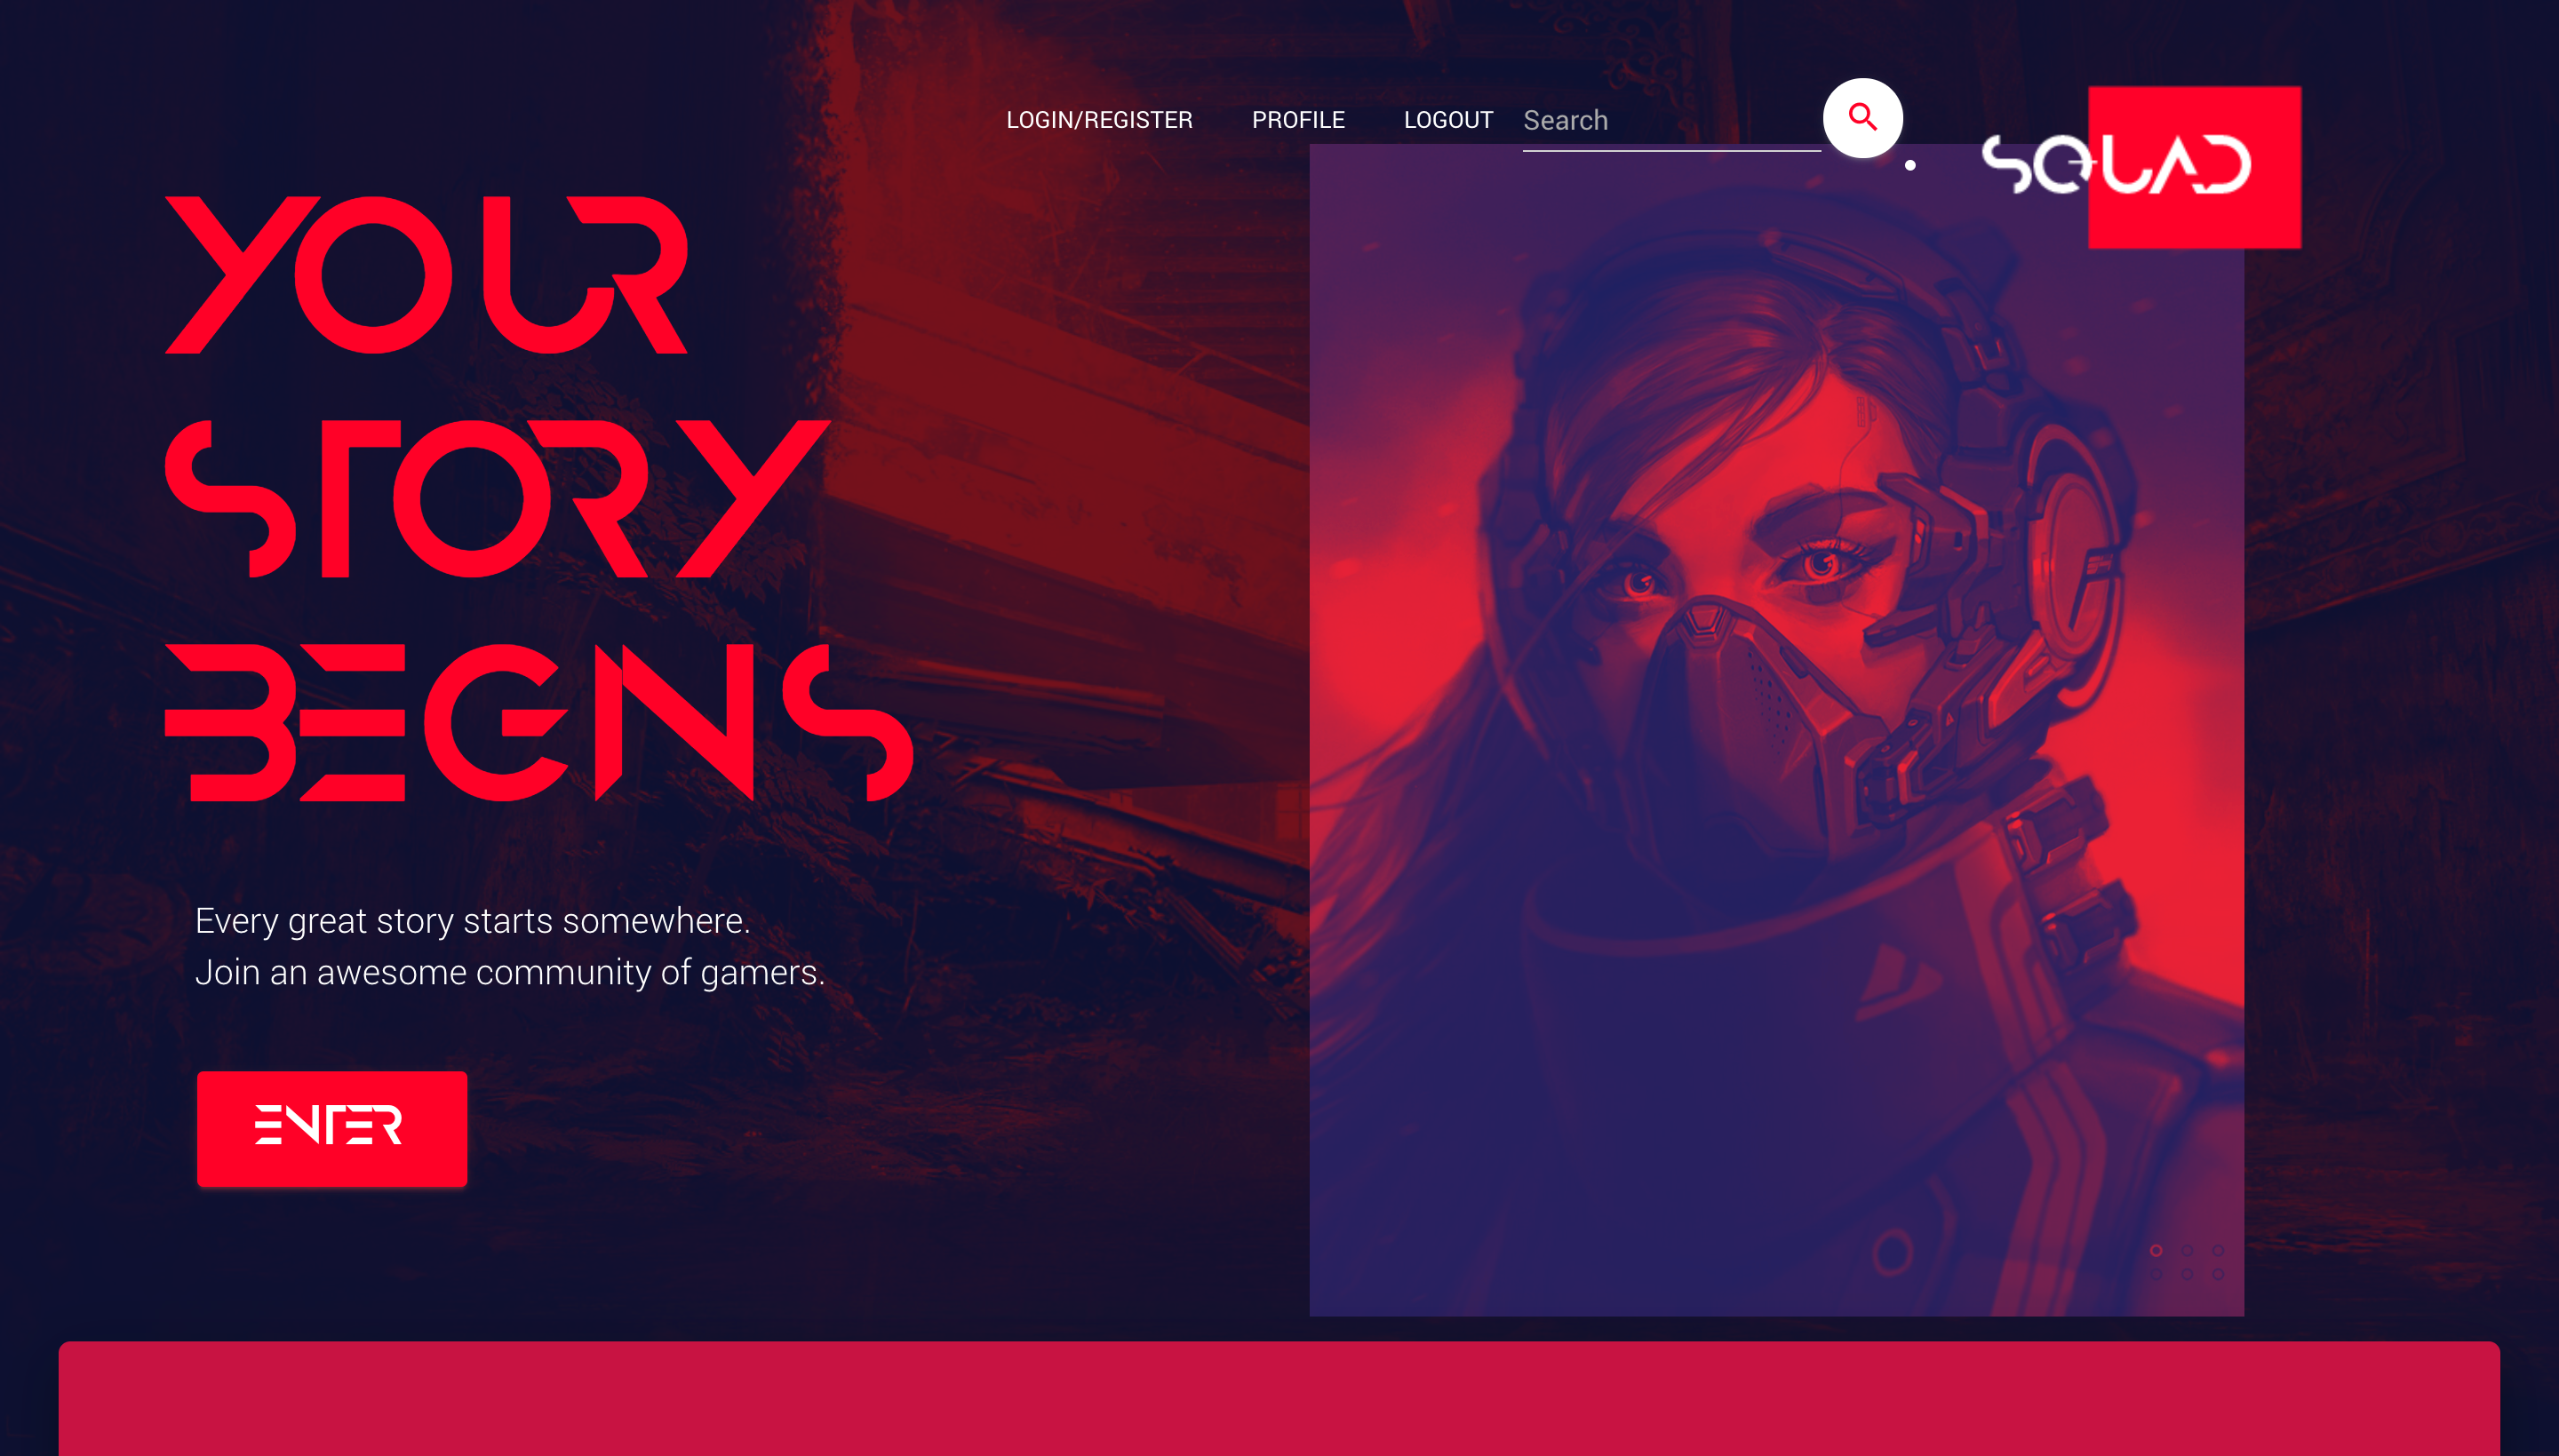 LOGIN/REGISTER PROFILE LOGOUT Search
SQUAD
YOUR
STORY
BEGINS
Every great story starts somewhere.
Join an awesome community of gamers.
ENTER